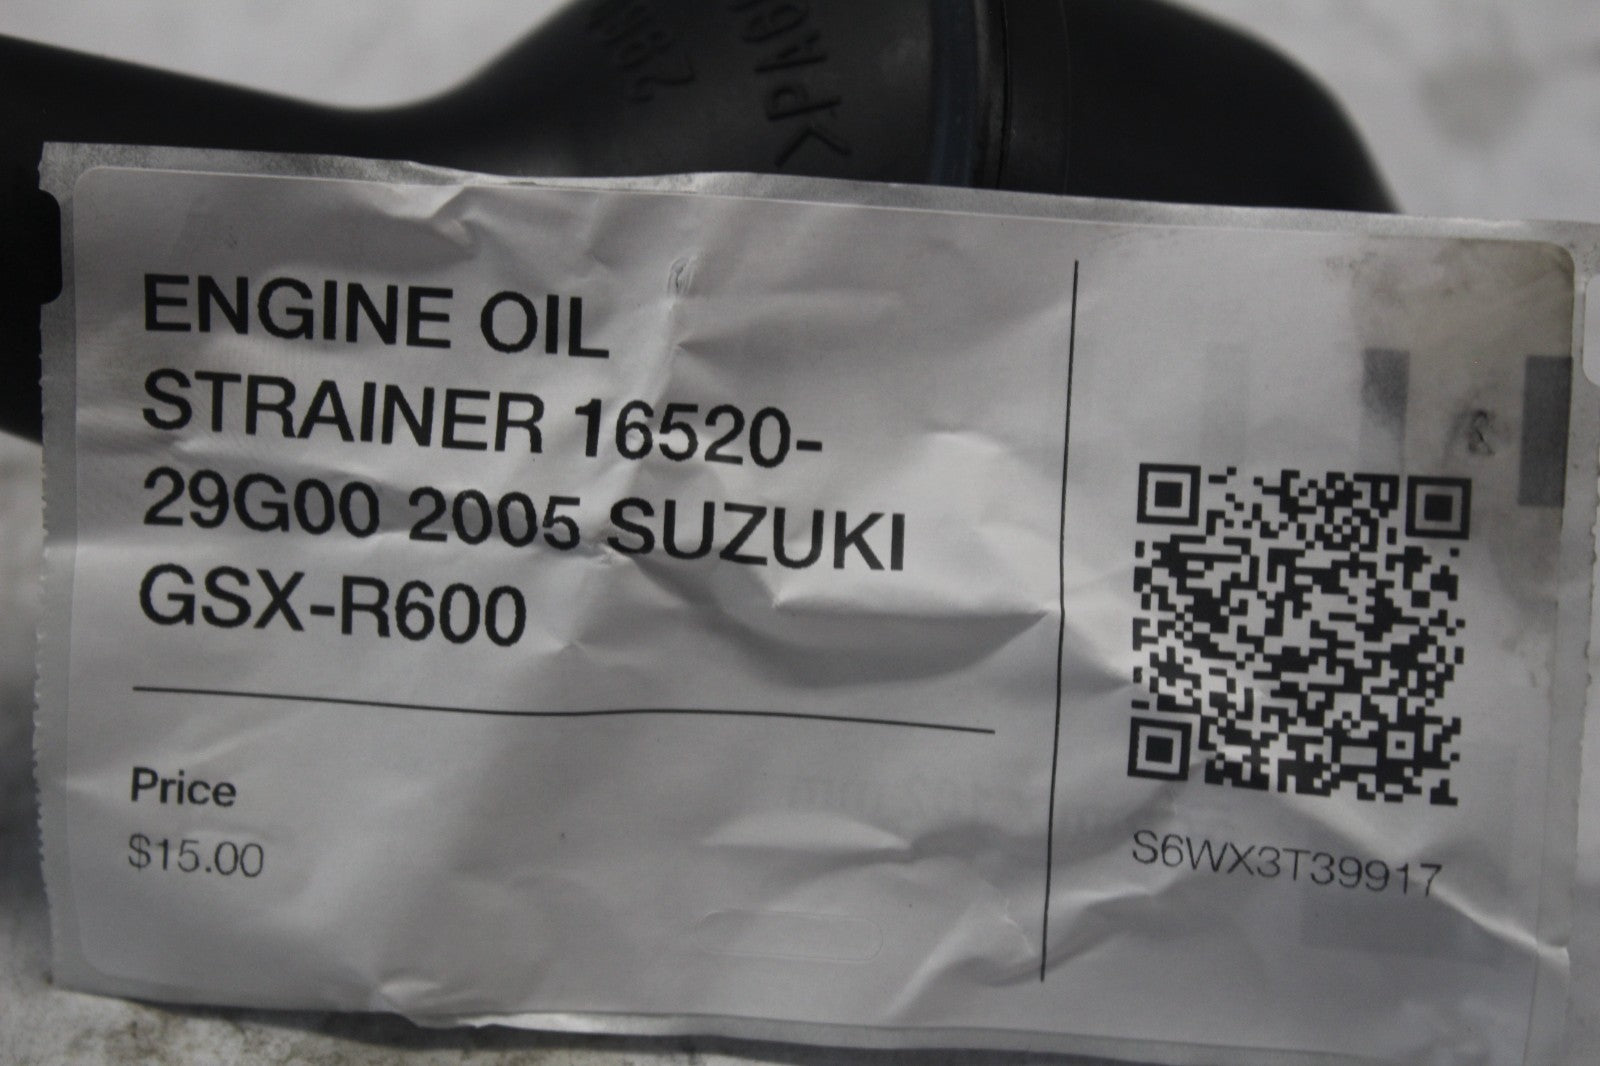 ENGINE OIL
STRAINER 16520-
29G00 2005 SUZUKI
GSX-R600
Price
$15.00
S6WX3T39917